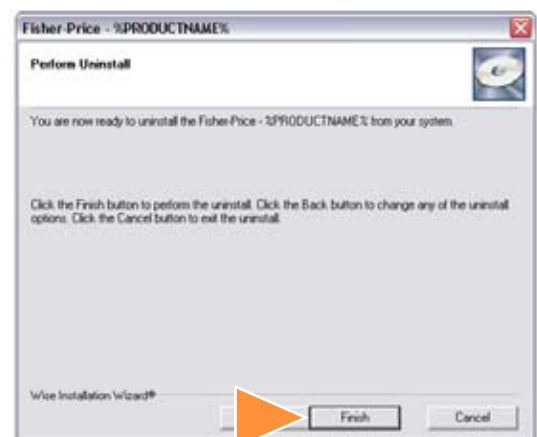 Fisher-Price - %PRODUCTNAME%
Perform Uninstall
You are now ready to uninstall the Fisher-Price - %PRODUCTNAME% from your system.
Click the Finish button to perform the uninstall. Click the Back button to change any of the uninstall
options. Click the Cancel button to exit the uninstall.
Wise Installation Wizard®
Finish
Cancel